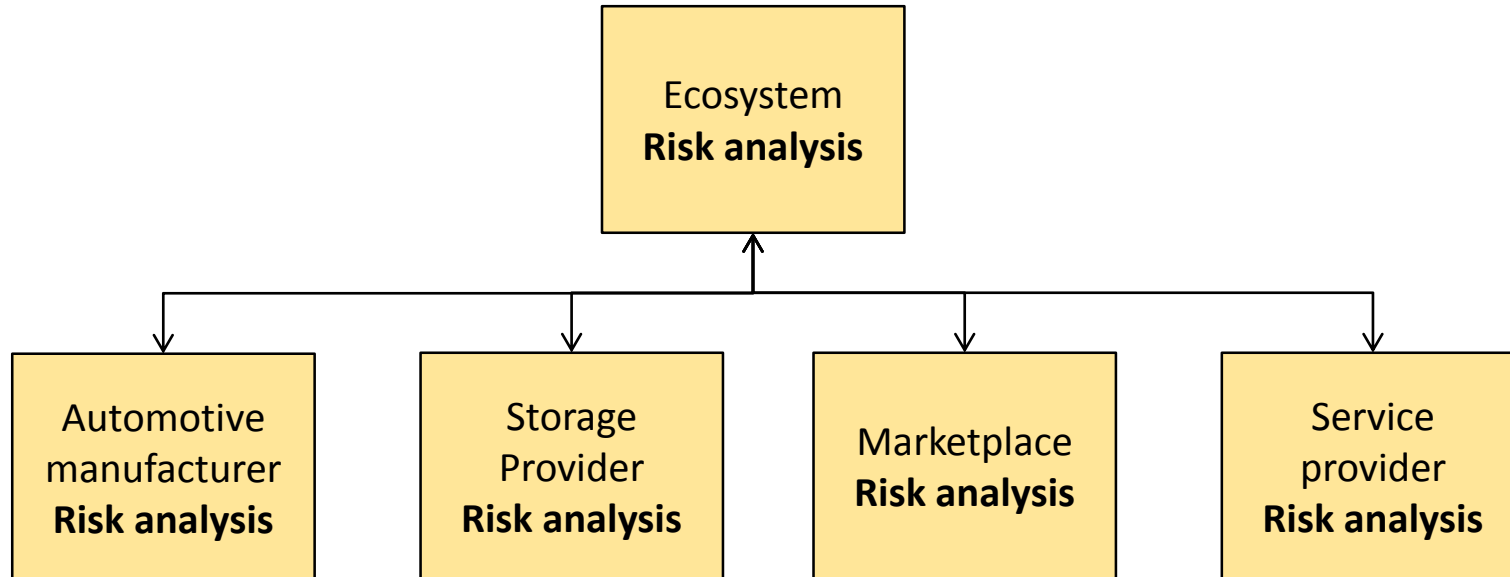 Ecosystem
Risk analysis
Automotive
manufacturer
Risk analysis
Storage
Provider
Risk analysis
Marketplace
Risk analysis
Service
provider
Risk analysis